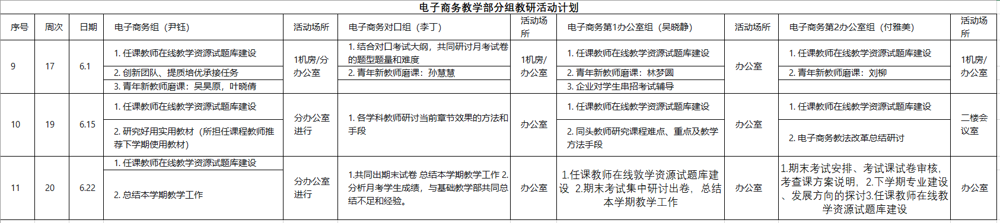 电子商务教学部分组教研活动计划
序号
周次
日期
电子商务组（尹钰）
活动场所
电子商务对口组（李丁）
活动场
所
电子商务第1办公室组（吴晓静）
活动场所
电子商务第2办公室组（付雅美）
活动场
所
9
17
6.1
1. 任课教师在线教学资源试题库建设
2. 创新团队、提质培优承接任务
3. 青年新教师磨课：吴昊原，叶晓倩
1机房/分
办公室
1. 结合对口考试大纲，共同研讨月考试卷
的题型题量和难度
2. 青年新教师磨课：孙慧慧
1机房/
办公室
1. 任课教师在线教学资源试题库建设
2. 青年新教师磨课：林梦圆
3. 企业对学生串招考试辅导
办公室
1. 任课教师在线教学资源试题库建设
2. 青年新教师磨课：刘柳
1机房/
办公室
10
19
6.15
1. 任课教师在线教学资源试题库建设
2. 研究好用实用教材（所担任课程教师推
荐下学期使用教材）
分办公室
进行
1. 各学科教师研讨当前章节效果的方法和
手段
办公室
1. 任课教师在线教学资源试题库建设
2. 同头教师研究课程难点、重点及教学
方法手段
办公室
1. 任课教师在线教学资源试题库建设
2. 电子商务教法改革总结研讨
二楼会
议室
11
20
6.22
1. 任课教师在线教学资源试题库建设
2. 总结本学期教学工作
分办公室
进行
1.共同出期末试卷 总结本学期教学工作 2.
分析月考学生成绩，与基础教学部共同总
结不足和经验。
办公室
1.任课教师在线敦学资源试题库建
设 2.期末考试集中研讨出卷，总结
本学期教学工作
办公室
1.期末考试安排、考试课试卷审核，
考查课方案说明，2.下学期专业建设
、发展方向的探讨3.任课教师在线教
学资源试题库建设
办公室